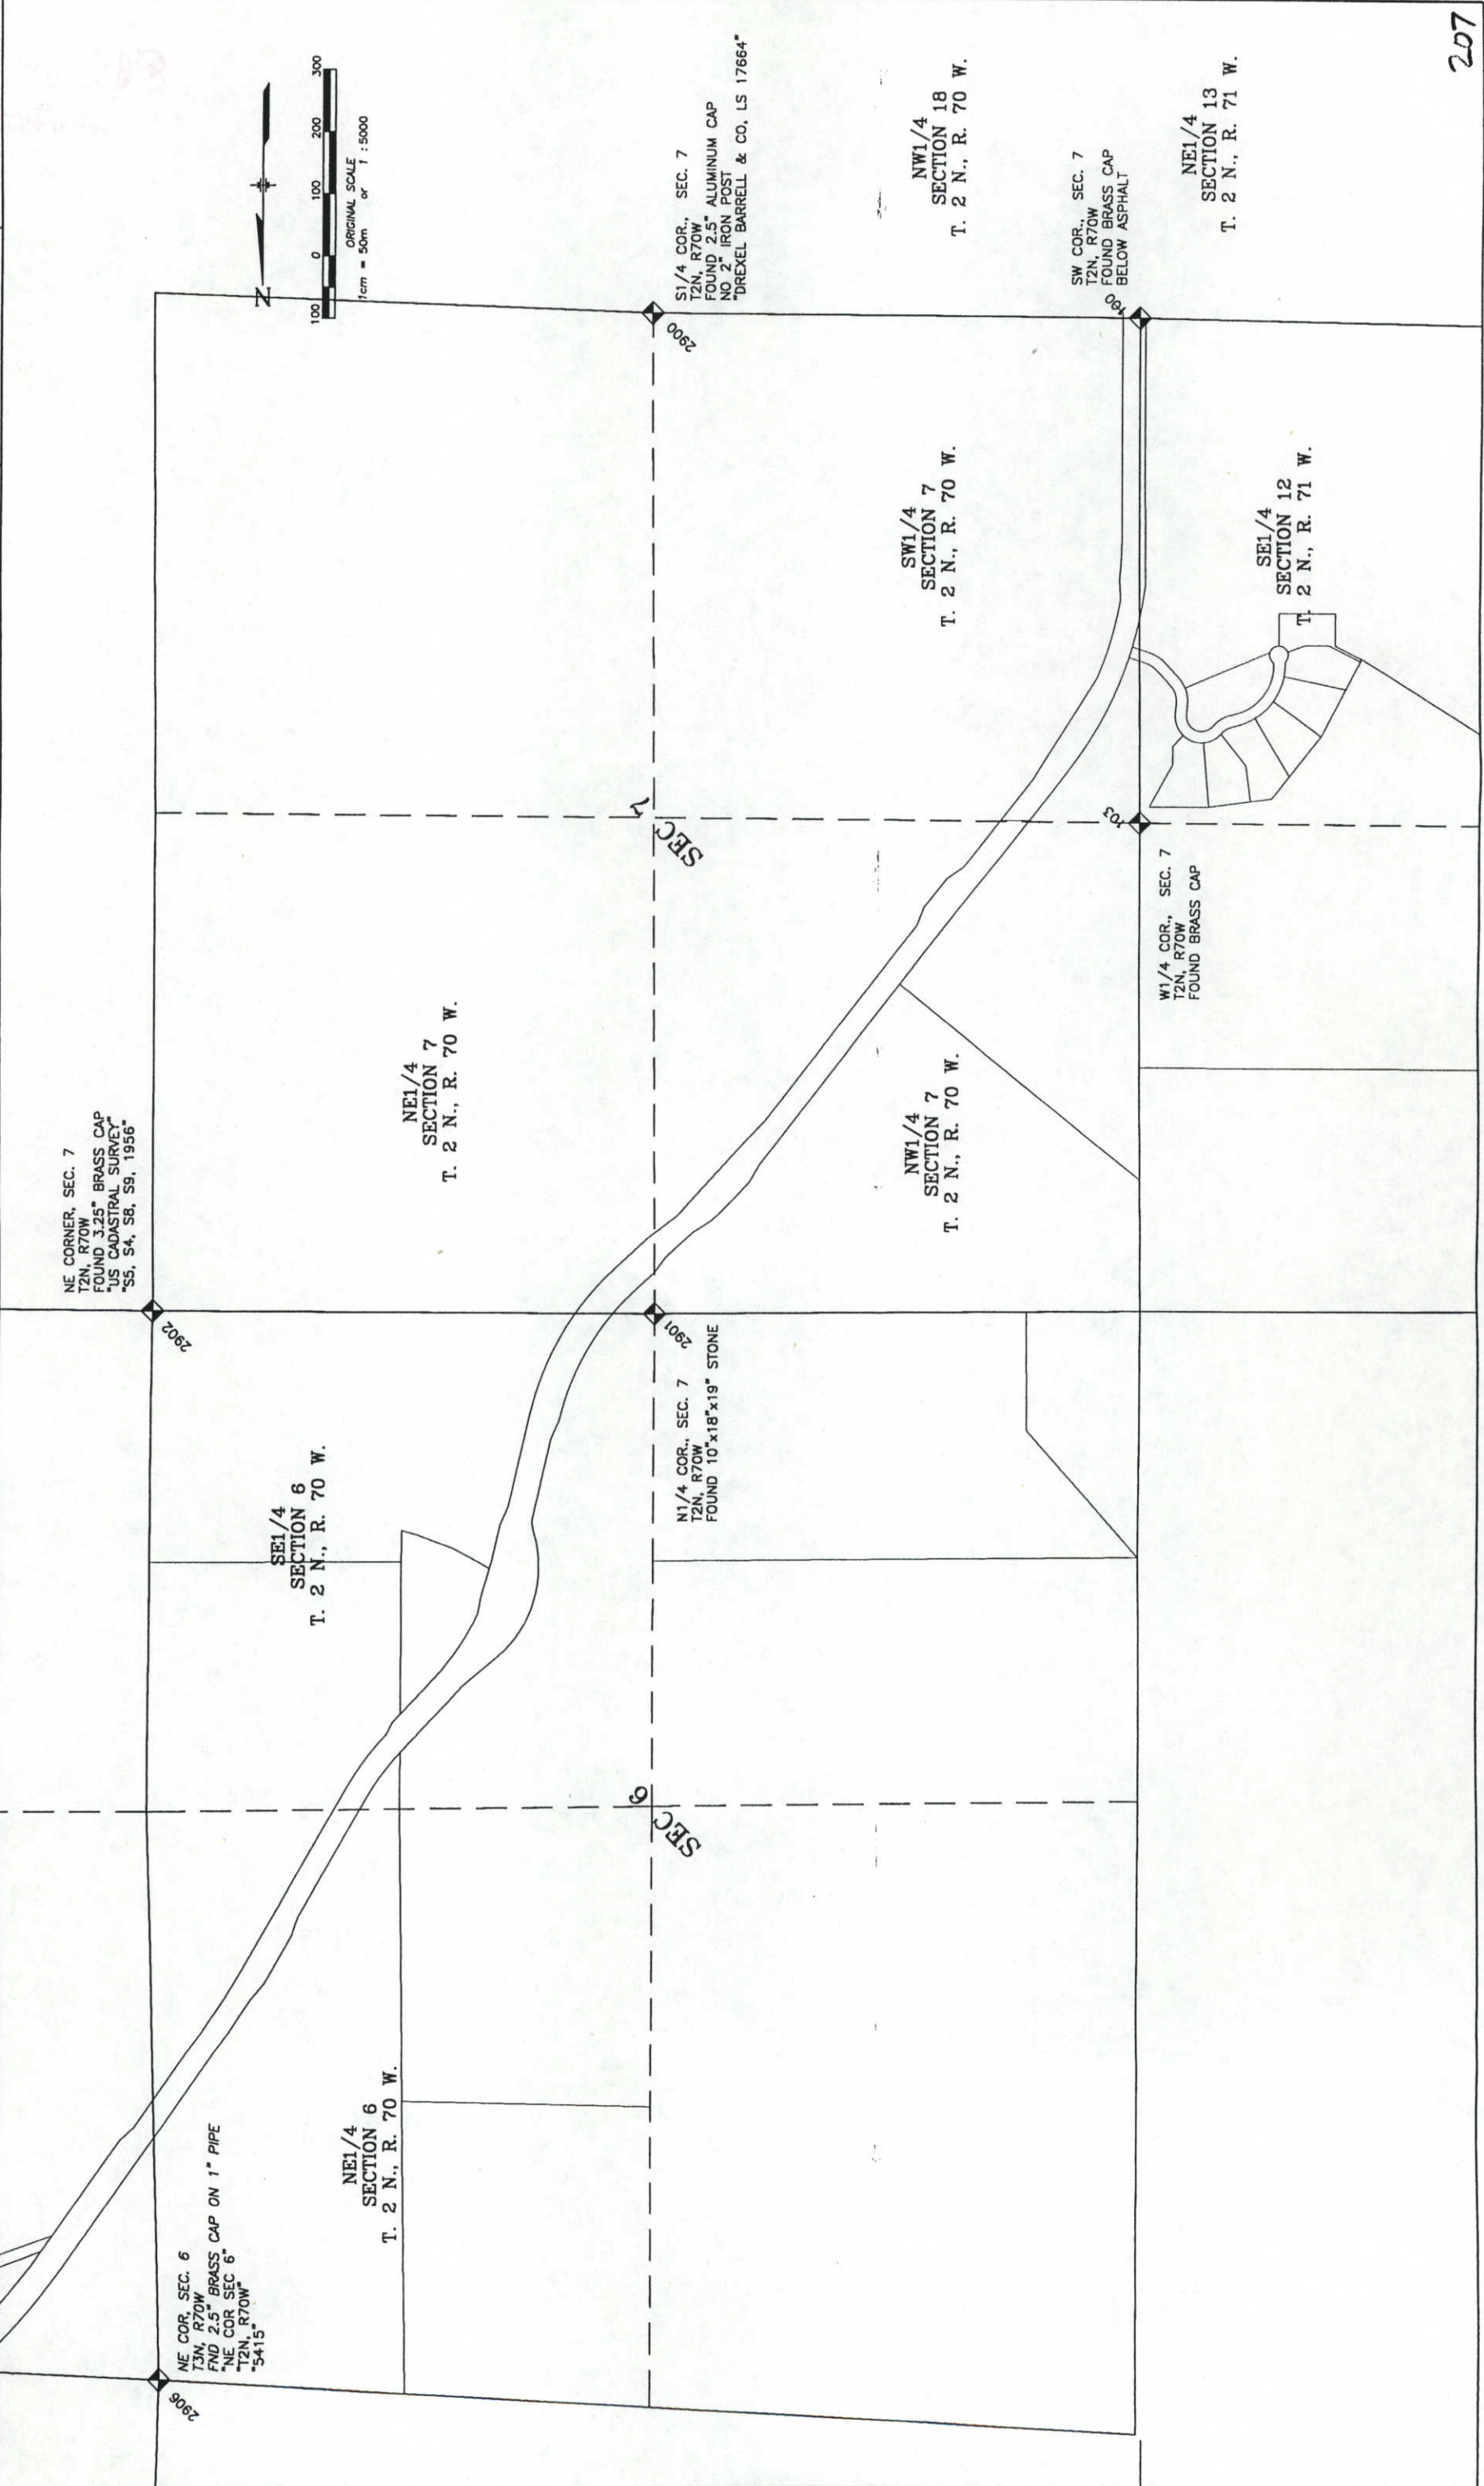 NE CORNER, SEC. 7
T2N, R70W
FOUND 3.25" BRASS CAP
"US CADASTRAL SURVEY"
"S5, S4, S8, S9, 1956"
2902
N
100 0 100 200 300
ORIGINAL SCALE
1cm = 50m or 1 : 5000
NE COR, SEC. 6
T3N, R70W
FND 2.5" BRASS CAP ON 1" PIPE
"NE COR SEC 6"
"T2N, R70W"
"5415"
2906
SE1/4
SECTION 6
T. 2 N., R. 70 W.
NE1/4
SECTION 6
T. 2 N., R. 70 W.
NE1/4
SECTION 7
T. 2 N., R. 70 W.
SEC 6
SEC 7
2901
N1/4 COR., SEC. 7
T2N, R70W
FOUND 10"x18"x19" STONE
2900
S1/4 COR., SEC. 7
T2N, R70W
FOUND 2.5" ALUMINUM CAP
NO 2" IRON POST
"DREXEL BARRELL & CO, LS 17664"
NW1/4
SECTION 7
T. 2 N., R. 70 W.
SW1/4
SECTION 7
T. 2 N., R. 70 W.
NW1/4
SECTION 18
T. 2 N., R. 70 W.
SW COR., SEC. 7
T2N, R70W
FOUND BRASS CAP
BELOW ASPHALT
100
103
W1/4 COR., SEC. 7
T2N, R70W
FOUND BRASS CAP
SE1/4
SECTION 12
T. 2 N., R. 71 W.
NE1/4
SECTION 13
T. 2 N., R. 71 W.
207